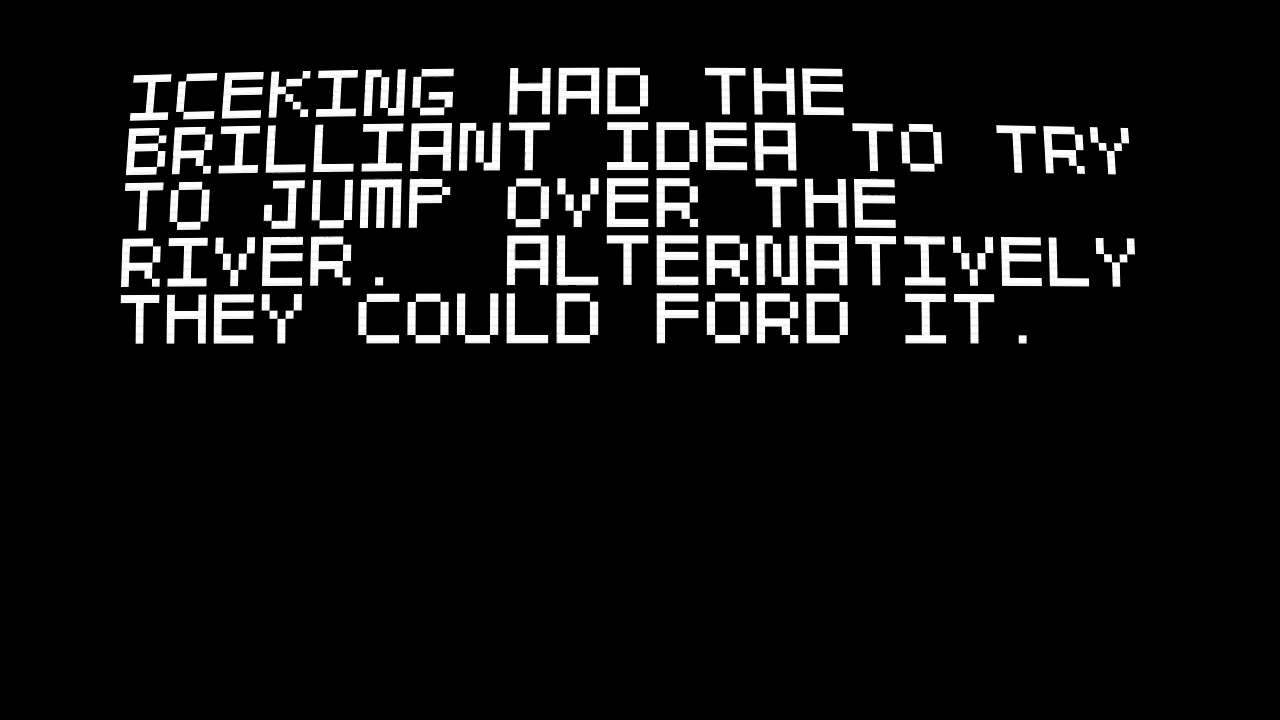 ICEKING HAD THE
BRILLIANT IDEA TO TRY
TO JUMP OVER THE
RIVER.  ALTERNATIVELY
THEY COULD FORD IT.